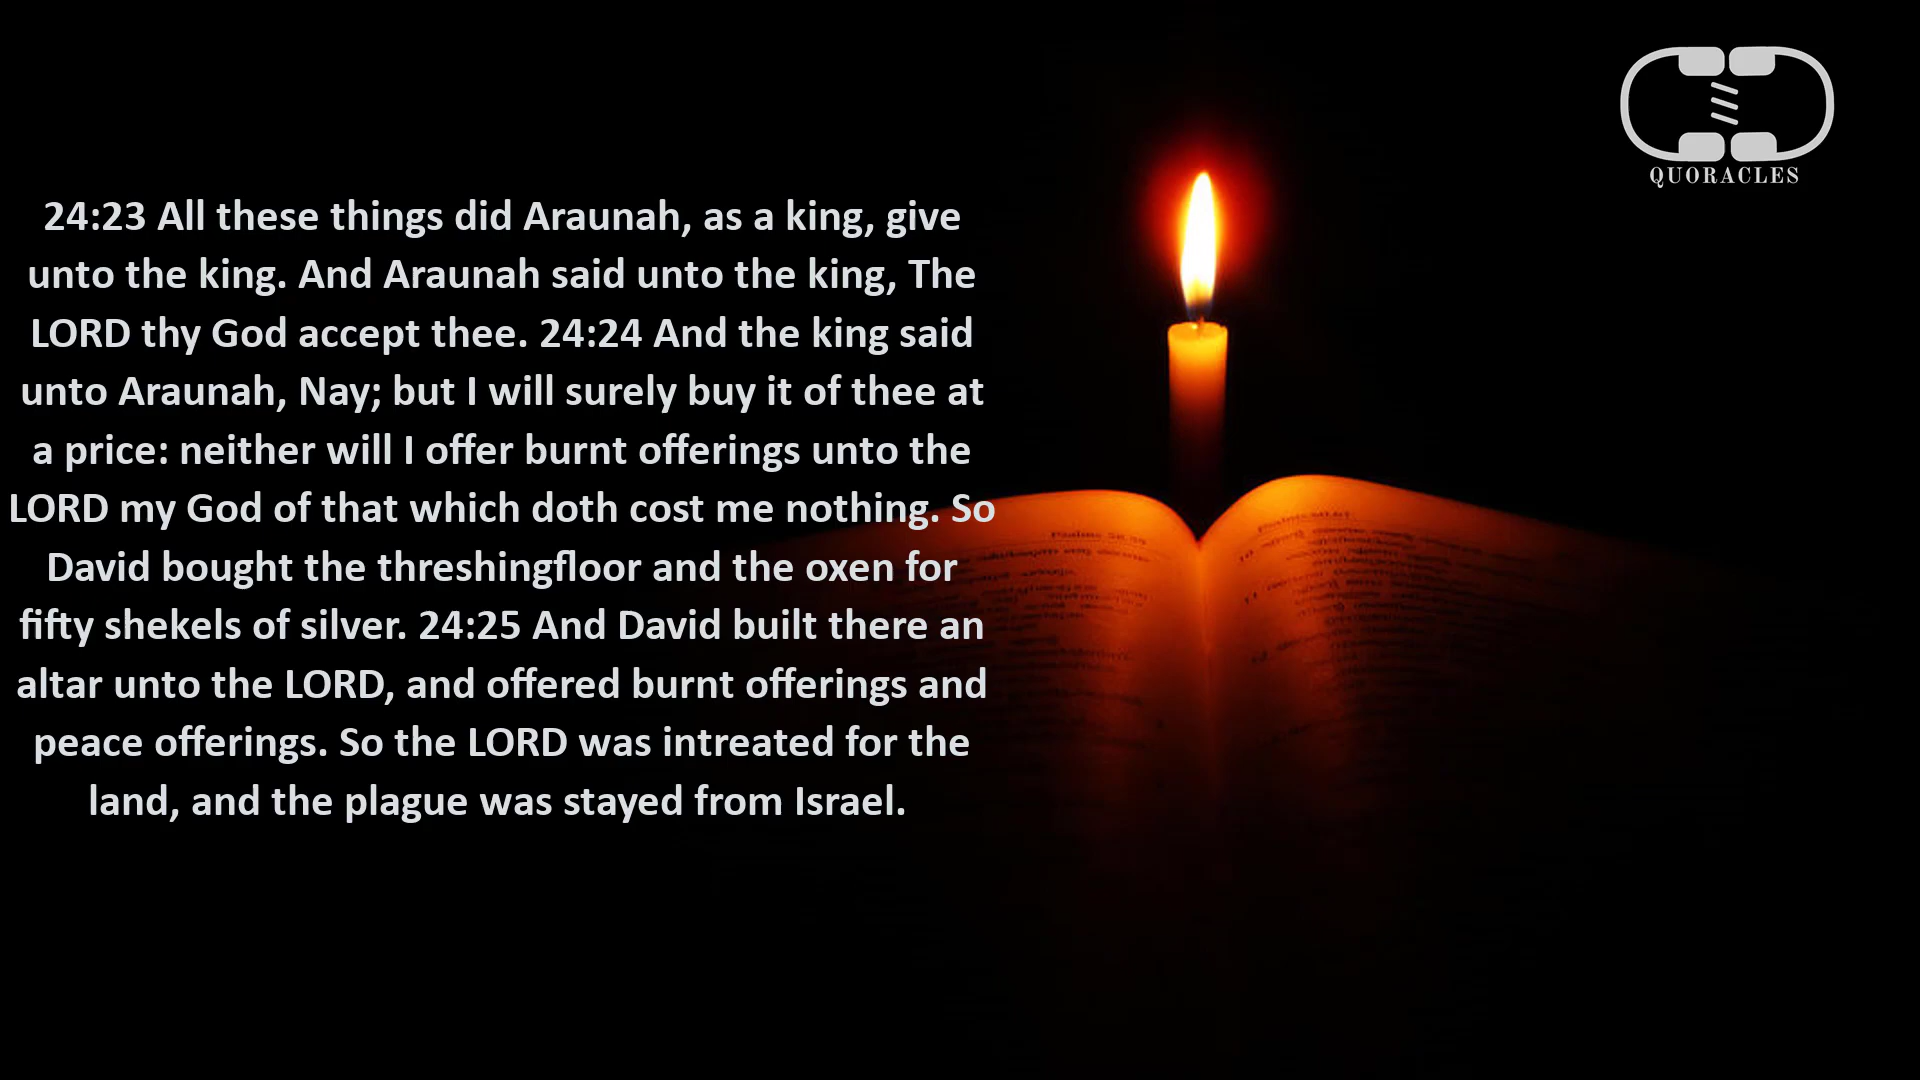 QUORACLES
24:23 All these things did Araunah, as a king, give
unto the king. And Araunah said unto the king, The
LORD thy God accept thee. 24:24 And the king said
unto Araunah, Nay; but I will surely buy it of thee at
a price: neither will I offer burnt offerings unto the
LORD my God of that which doth cost me nothing. So
David bought the threshingfloor and the oxen for
fifty shekels of silver. 24:25 And David built there an
altar unto the LORD, and offered burnt offerings and
peace offerings. So the LORD was intreated for the
land, and the plague was stayed from Israel.